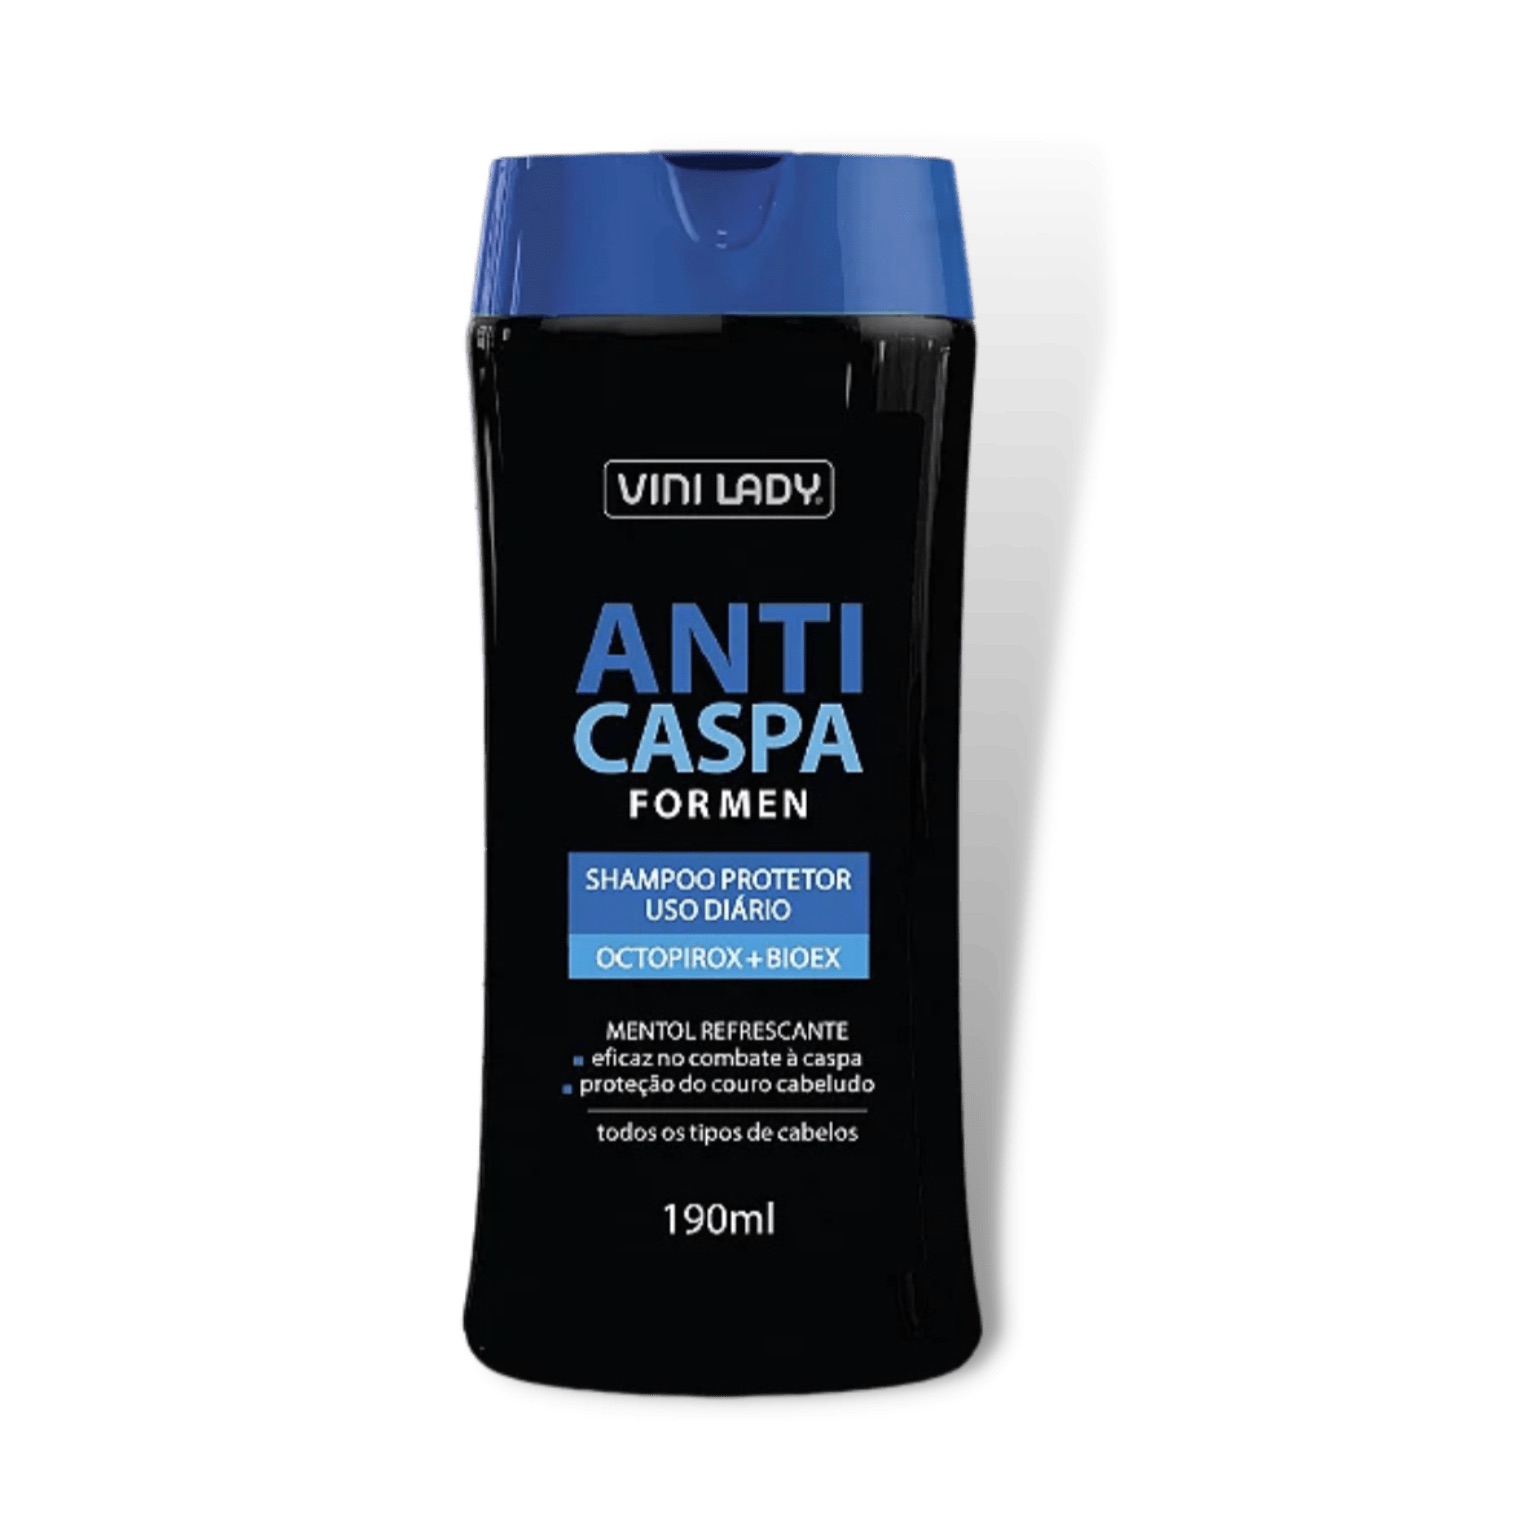 VINI LADY®
ANTI
CASPA
FOR MEN
SHAMPOO PROTETOR
USO DIÁRIO
OCTOPIROX+BIOEX
MENTOL REFRESCANTE
▪ eficaz no combate à caspa
▪ proteção do couro cabeludo
todos os tipos de cabelos
190ml